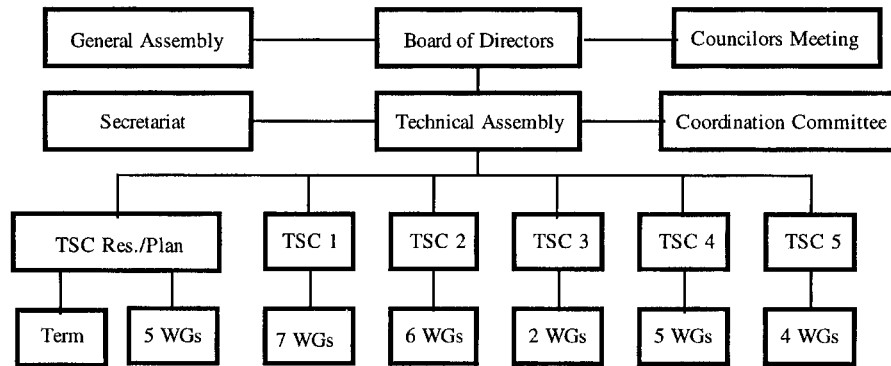 General Assembly
Board of Directors
Councilors Meeting
Secretariat
Technical Assembly
Coordination Committee
TSC Res./Plan
TSC 1
TSC 2
TSC 3
TSC 4
TSC 5
Term
5 WGs
7 WGs
6 WGs
2 WGs
5 WGs
4 WGs